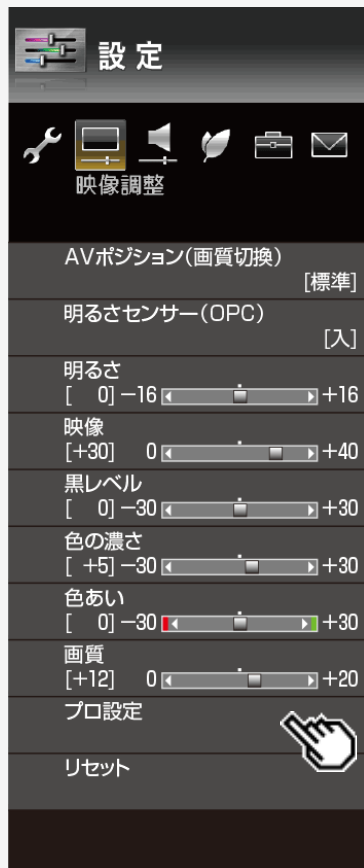 設定
映像調整
AVポジション(画質切換)
[標準]
明るさセンサー(OPC)
[入]
明るさ
[ 0] −16 +16
映像
[+30] 0 +40
黒レベル
[ 0] −30 +30
色の濃さ
[ +5] −30 +30
色あい
[ 0] −30 +30
画質
[+12] 0 +20
プロ設定
リセット